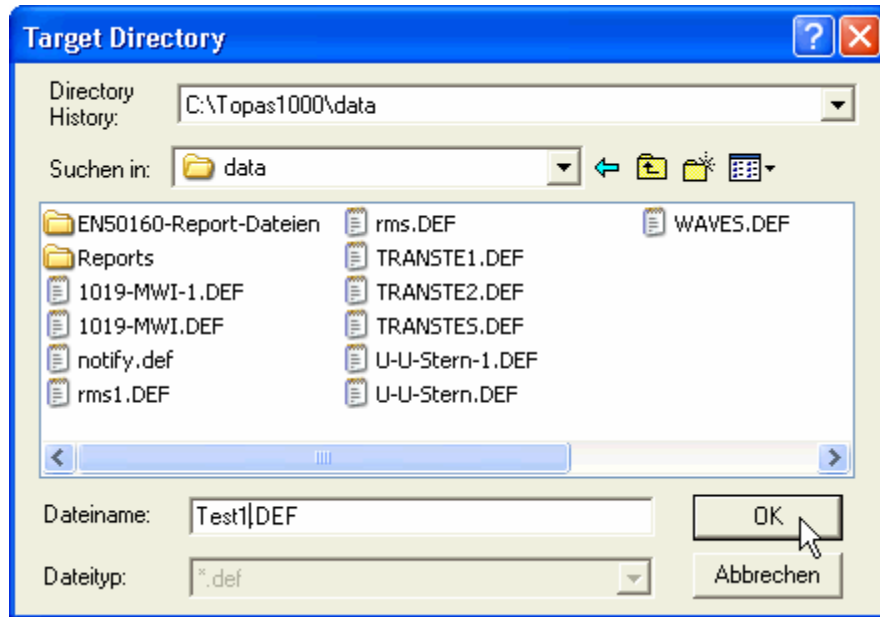 Target Directory
Directory
History:
C:\Topas1000\data
Suchen in:
data
EN50160-Report-Dateien
Reports
1019-MWI-1.DEF
1019-MWI.DEF
notify.def
rms1.DEF
rms.DEF
TRANSTE1.DEF
TRANSTE2.DEF
TRANSTES.DEF
U-U-Stern-1.DEF
U-U-Stern.DEF
WAVES.DEF
Dateiname:
Test1.DEF
OK
Dateityp:
*.def
Abbrechen